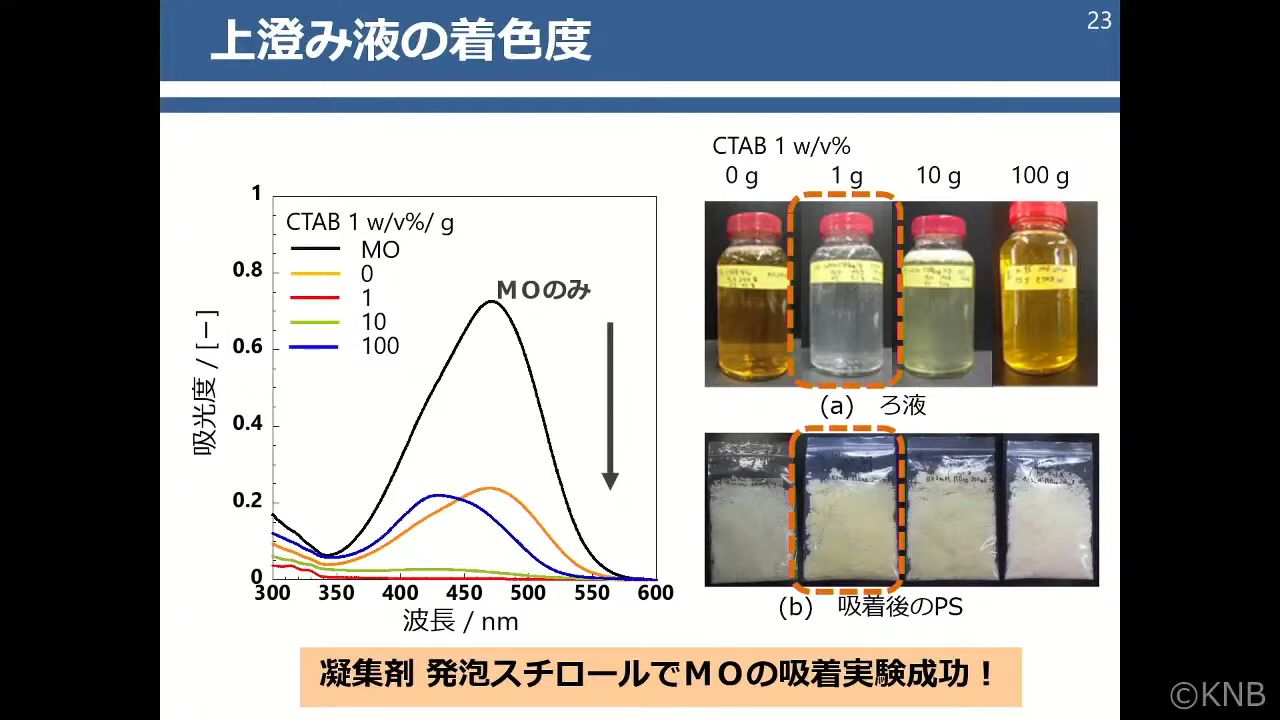 上澄み液の着色度
23
CTAB 1 w/v%
0 g 1 g 10 g 100 g
1
0.8
0.6
0.4
0.2
0
吸光度 / [−]
CTAB 1 w/v%/ g
MO
0
1
10
100
MOのみ
300 350 400 450 500 550 600
波長 / nm
(a) ろ液
(b) 吸着後のPS
凝集剤 発泡スチロールでMOの吸着実験成功！
©KNB